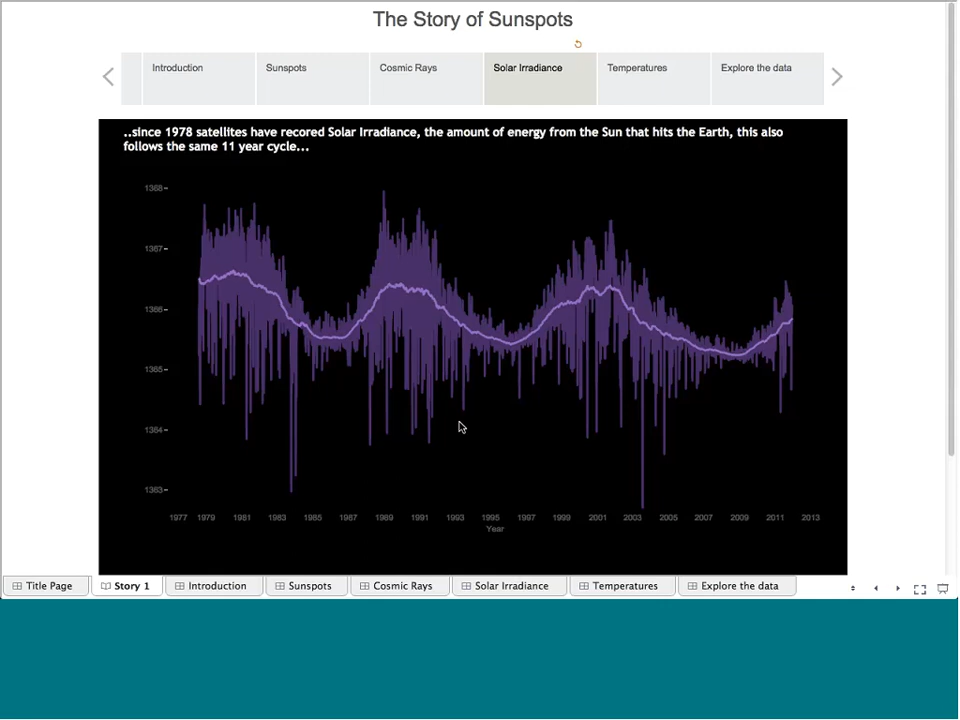 The Story of Sunspots
Introduction
Sunspots
Cosmic Rays
Solar Irradiance
Temperatures
Explore the data
..since 1978 satellites have recored Solar Irradiance, the amount of energy from the Sun that hits the Earth, this also
follows the same 11 year cycle...
1368
1367
1366
1365
1364
1363
1977 1979 1981 1983 1985 1987 1989 1991 1993 1995 1997 1999 2001 2003 2005 2007 2009 2011 2013
Year
Title Page
Story 1
Introduction
Sunspots
Cosmic Rays
Solar Irradiance
Temperatures
Explore the data